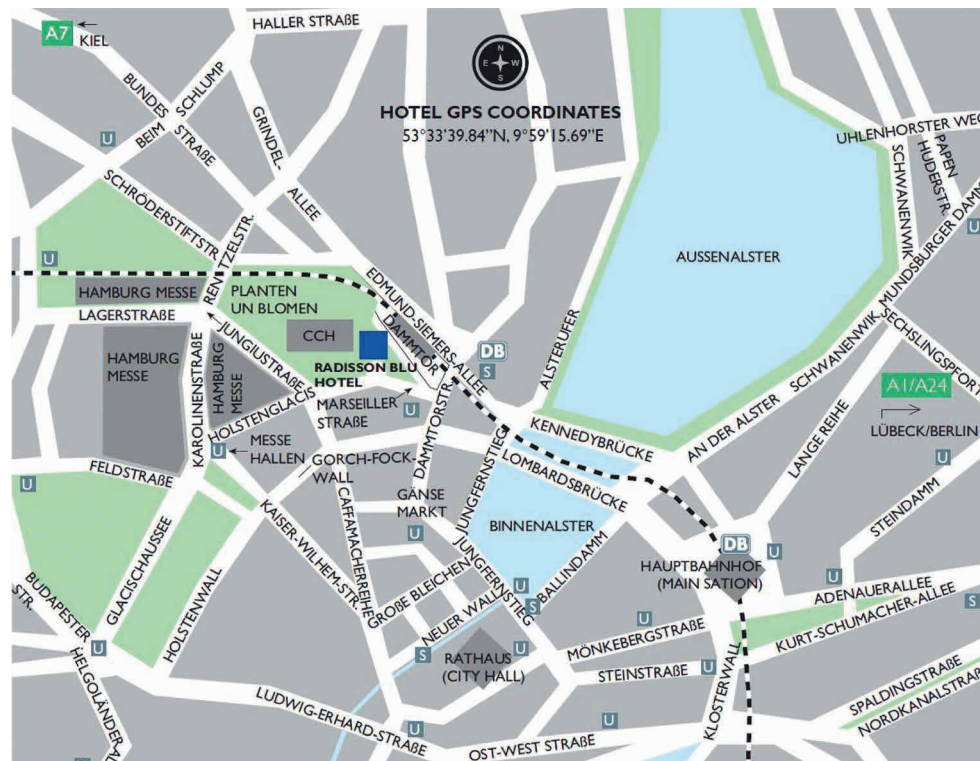 A7
KIEL
HALLER STRAßE
BUNDES
STRAßE
BEIM SCHLUMP
GRINDEL-
ALLEE
N
E W
S
HOTEL GPS COORDINATES
53°33'39.84"N, 9°59'15.69"E
UHLENHORSTER WEG
PAPEN
HUDERSTR.
SCHWANENWIK
MUNDSBURGER DAMM
U
U
U
SCHRÖDERSTIFTSTR.
RENTZELSTR.
AUSSENALSTER
HAMBURG MESSE
PLANTEN
UN BLOMEN
EDMUND-SIEMERS-ALLEE
DAMMTOR
LAGERSTRAßE
CCH
JUNGIUSTRAßE
HAMBURG
MESSE
HAMBURG
MESSE
KAROLINENSTRAßE
RADISSON BLU
HOTEL
DB
S
ALSTERUFER
SCHWANENWIK
SECHSLINGSPFOR
A1/A24
LÜBECK/BERLIN
MARSEILLER
STRAßE
U
HOLSTENGLACIS
DAMMTORSTR.
KENNEDYBRÜCKE
AN DER ALSTER
LANGE REIHE
U
MESSE
HALLEN
GORCH-FOCK-
WALL
LOMBARDSBRÜCKE
JUNGFERNSTIEG
FELDSTRAßE
U
U
STEINDAMM
GÄNSE
MARKT
U
BINNENALSTER
CAFFAMACHERREIHE
KAISER-WILHEM-STR.
DB
HAUPTBAHNHOF
(MAIN SATION)
U
U
JUNGFERNSTIEG
BALLINDAMM
GROßE BLEICHEN
NEUER WALL
U
S
S
GLACISCHAUSSEE
HOLSTENWALL
BUDAPESTER
STR.
U
ADENAUERALLEE
KURT-SCHUMACHER-ALLEE
S
U
MÖNKEBERGSTRAßE
RATHAUS
(CITY HALL)
U
STEINSTRAßE
U
KLOSTERWALL
HELGOLÄNDER-AL
LUDWIG-ERHARD-STRAßE
U
OST-WEST STRAßE
U
U
SPALDINGSTRAßE
NORDKANALSTRAß